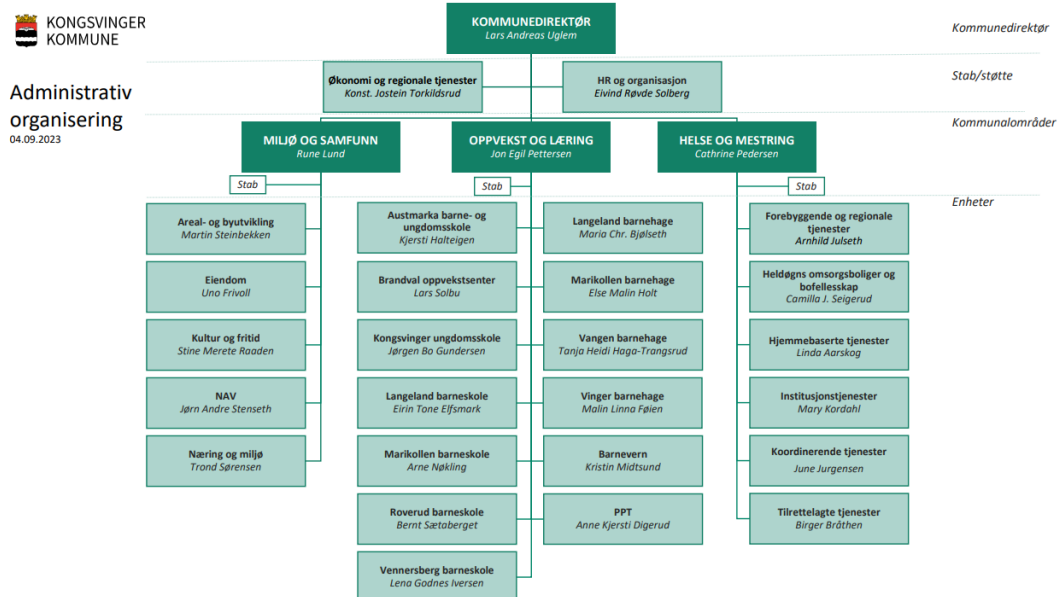 KONGSVINGER
KOMMUNE
Administrativ
organisering
04.09.2023
KOMMUNEDIREKTØR
Lars Andreas Uglem
Kommunedirektør
Økonomi og regionale tjenester
Konst. Jostein Torkildsrud
HR og organisasjon
Eivind Røvde Solberg
Stab/støtte
MILJØ OG SAMFUNN
Rune Lund
OPPVEKST OG LÆRING
Jon Egil Pettersen
HELSE OG MESTRING
Cathrine Pedersen
Kommunalområder
Stab
Stab
Stab
Enheter
Areal- og byutvikling
Martin Steinbekken
Eiendom
Uno Frivoll
Kultur og fritid
Stine Merete Raaden
NAV
Jørn Andre Stenseth
Næring og miljø
Trond Sørensen
Austmarka barne- og
ungdomsskole
Kjersti Halteigen
Brandval oppvekstsenter
Lars Solbu
Kongsvinger ungdomsskole
Jørgen Bo Gundersen
Langeland barneskole
Eirin Tone Elfsmark
Marikollen barneskole
Arne Nøkling
Roverud barneskole
Bernt Sætaberget
Vennersberg barneskole
Lena Godnes Iversen
Langeland barnehage
Maria Chr. Bjølseth
Marikollen barnehage
Else Malin Holt
Vangen barnehage
Tanja Heidi Haga-Trangsrud
Vinger barnehage
Malin Linna Føien
Barnevern
Kristin Midtsund
PPT
Anne Kjersti Digerud
Forebyggende og regionale
tjenester
Arnhild Julseth
Heldøgns omsorgsboliger og
bofellesskap
Camilla J. Seigerud
Hjemmebaserte tjenester
Linda Aarskog
Institusjonstjenester
Mary Kordahl
Koordinerende tjenester
June Jurgensen
Tilrettelagte tjenester
Birger Bråthen